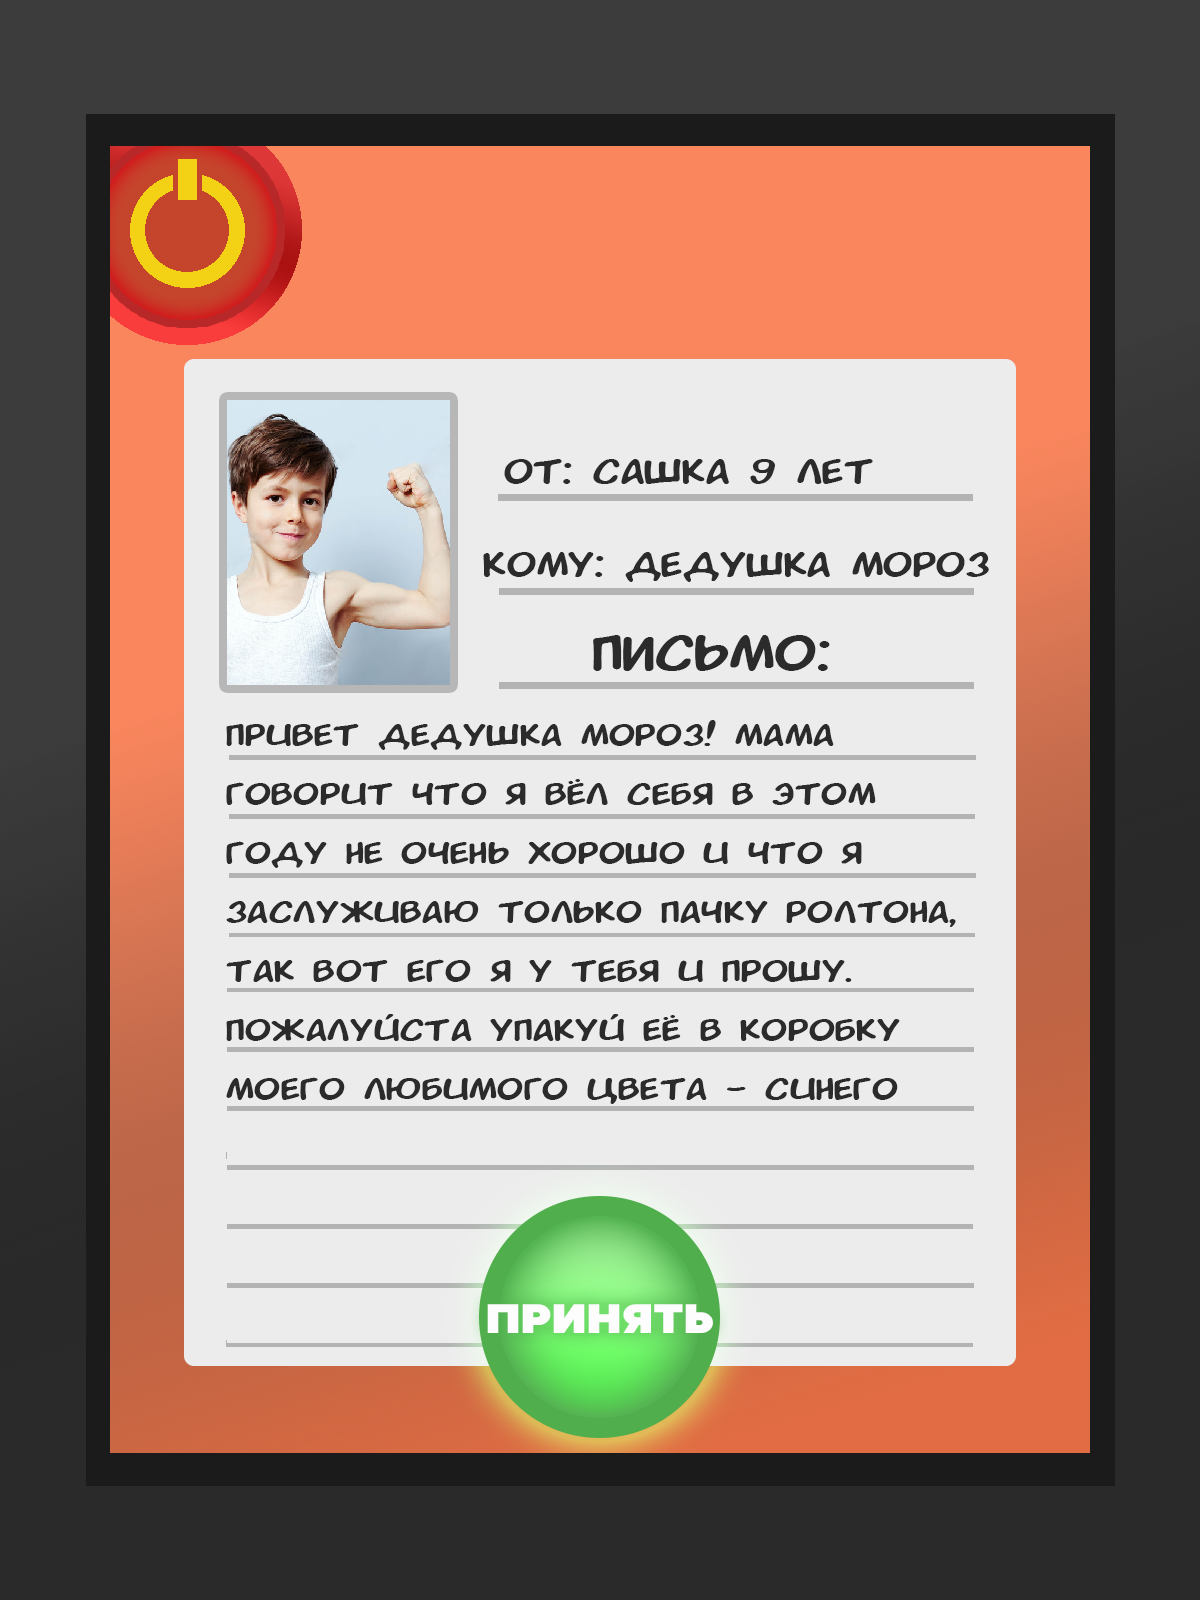 ОТ: САШКА 9 ЛЕТ
КОМУ: ДЕДУШКА МОРОЗ
ПИСЬМО:
ПРИВЕТ ДЕДУШКА МОРОЗ! МАМА
ГОВОРИТ ЧТО Я ВЁЛ СЕБЯ В ЭТОМ
ГОДУ НЕ ОЧЕНЬ ХОРОШО И ЧТО Я
ЗАСЛУЖИВАЮ ТОЛЬКО ПАЧКУ РОЛТОНА,
ТАК ВОТ ЕГО Я У ТЕБЯ И ПРОШУ.
ПОЖАЛУЙСТА УПАКУЙ ЕЁ В КОРОБКУ
МОЕГО ЛЮБИМОГО ЦВЕТА - СИНЕГО
ПРИНЯТЬ